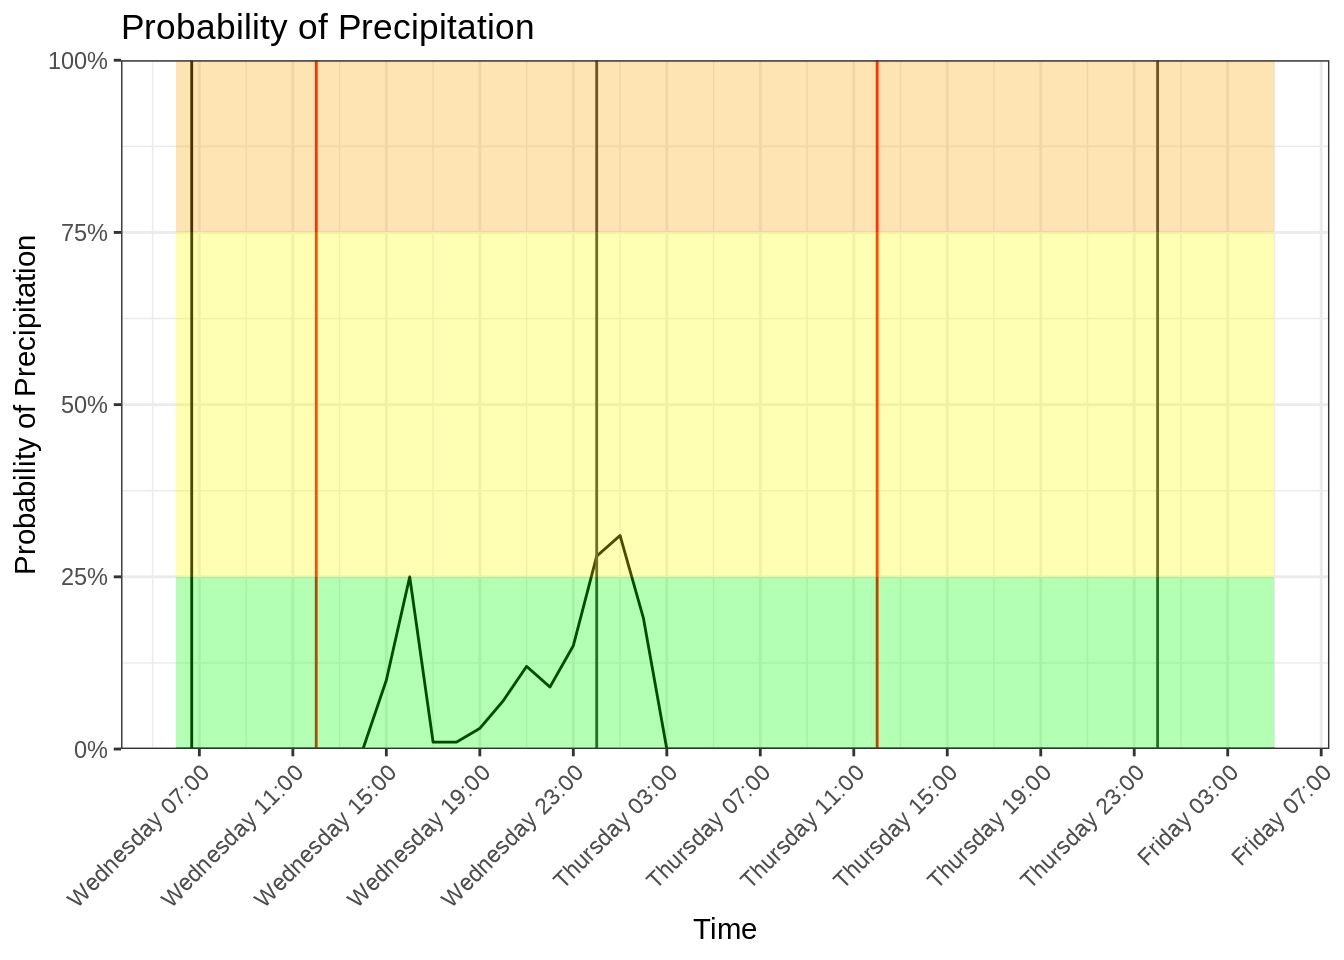 Probability of Precipitation
Probability of Precipitation
100%
75%
50%
25%
0%
Wednesday 07:00
Wednesday 11:00
Wednesday 15:00
Wednesday 19:00
Wednesday 23:00
Thursday 03:00
Thursday 07:00
Thursday 11:00
Thursday 15:00
Thursday 19:00
Thursday 23:00
Friday 03:00
Friday 07:00
Time